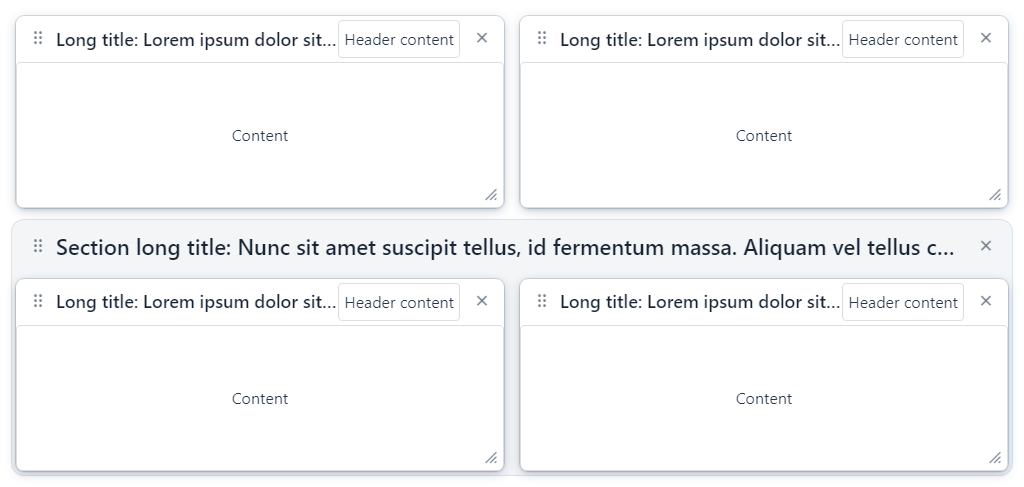 Long title: Lorem ipsum dolor sit... Header content
Long title: Lorem ipsum dolor sit... Header content
Content
Content
Section long title: Nunc sit amet suscipit tellus, id fermentum massa. Aliquam vel tellus c...
Long title: Lorem ipsum dolor sit... Header content
Long title: Lorem ipsum dolor sit... Header content
Content
Content